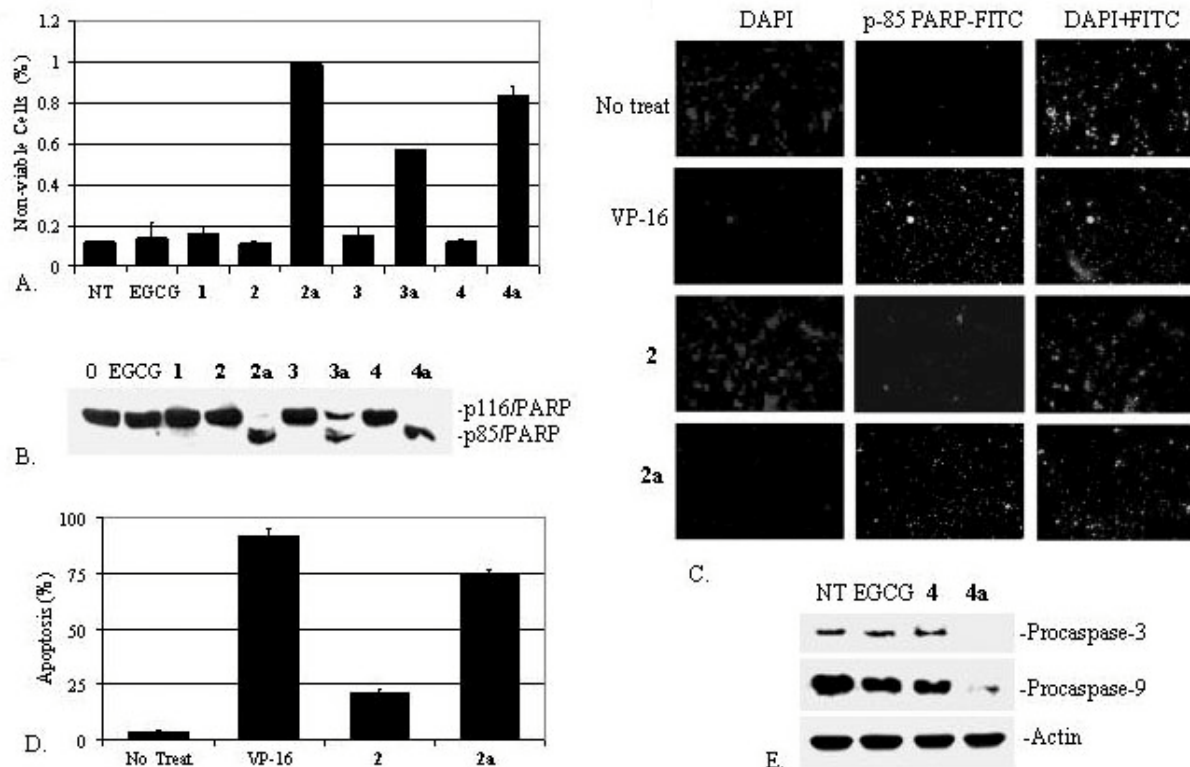 1.2
1
0.8
0.6
0.4
0.2
0
Non-viable Cells (%)
NT EGCG 1 2 2a 3 3a 4 4a
A.
0 EGCG 1 2 2a 3 3a 4 4a
-p116/PARP
-p85/PARP
B.
DAPI p-85 PARP-FITC DAPI+FITC
No treat
VP-16
2
2a
C.
100
75
50
25
0
Apoptosis (%)
No Treat VP-16 2 2a
D.
NT EGCG 4 4a
-Procaspase-3
-Procaspase-9
-Actin
E.